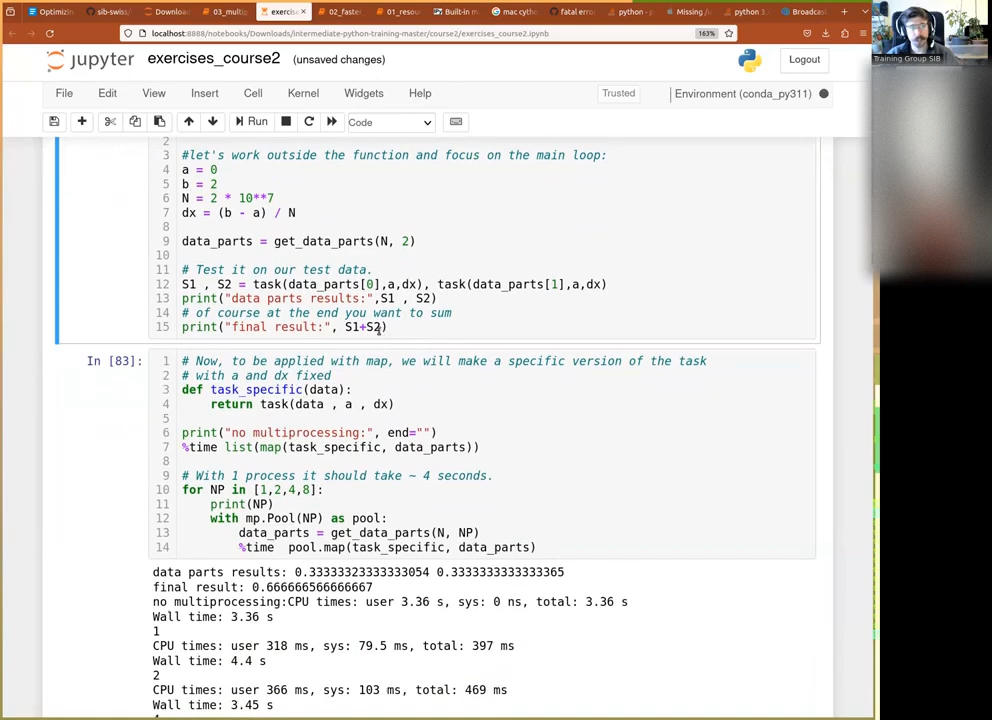 Optimizi
sib-swiss/
Downloa
03_multi
exercise
02_faste
01_resou
Built-in m
mac cyth
fatal erro
python -
Missing /u
python 3.
Broadcas
localhost:8888/notebooks/Downloads/intermediate-python-training-master/course2/exercises_course2.ipynb
163%
Training Group SIB
jupyter exercises_course2 (unsaved changes)
Logout
File Edit View Insert Cell Kernel Widgets Help
Trusted
Environment (conda_py311)
Run
Code
2
3 #let's work outside the function and focus on the main loop:
4 a = 0
5 b = 2
6 N = 2 * 10**7
7 dx = (b - a) / N
8
9 data_parts = get_data_parts(N, 2)
10
11 # Test it on our test data.
12 S1 , S2 = task(data_parts[0],a,dx), task(data_parts[1],a,dx)
13 print("data parts results:",S1 , S2)
14 # of course at the end you want to sum
15 print("final result:", S1+S2)
In [83]:
1 # Now, to be applied with map, we will make a specific version of the task
2 # with a and dx fixed
3 def task_specific(data):
4 return task(data , a , dx)
5
6 print("no multiprocessing:", end="")
7 %time list(map(task_specific, data_parts))
8
9 # With 1 process it should take ~ 4 seconds.
10 for NP in [1,2,4,8]:
11 print(NP)
12 with mp.Pool(NP) as pool:
13 data_parts = get_data_parts(N, NP)
14 %time  pool.map(task_specific, data_parts)
data parts results: 0.33333323333333054 0.3333333333333365
final result: 0.666666566666667
no multiprocessing:CPU times: user 3.36 s, sys: 0 ns, total: 3.36 s
Wall time: 3.36 s
1
CPU times: user 318 ms, sys: 79.5 ms, total: 397 ms
Wall time: 4.4 s
2
CPU times: user 366 ms, sys: 103 ms, total: 469 ms
Wall time: 3.45 s